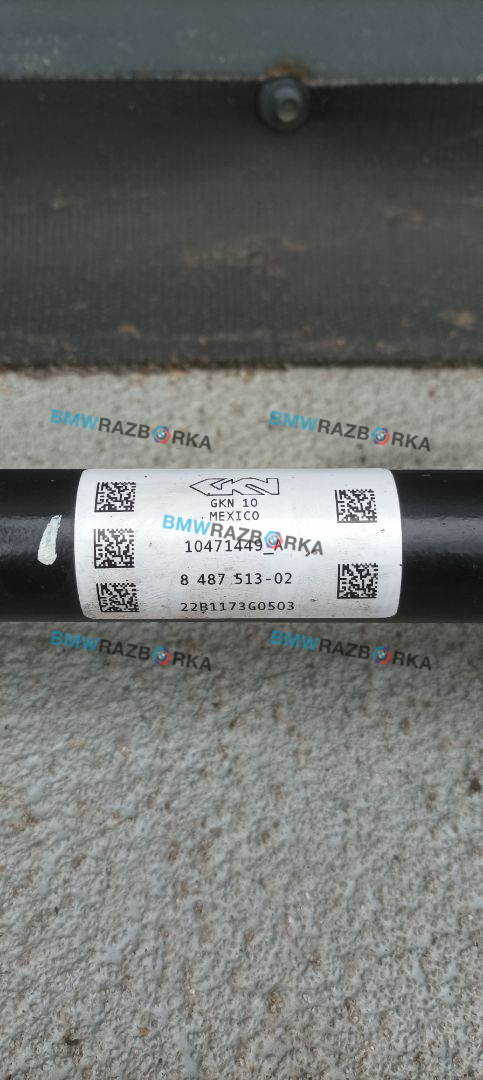 BMWRAZBORKA BMWRAZBORKA
GKN 10
MEXICO
BMWRAZBORKA
10471449_A
8 487 513-02
22B1173G0503
BMWRAZBORKA BMWRAZBORKA